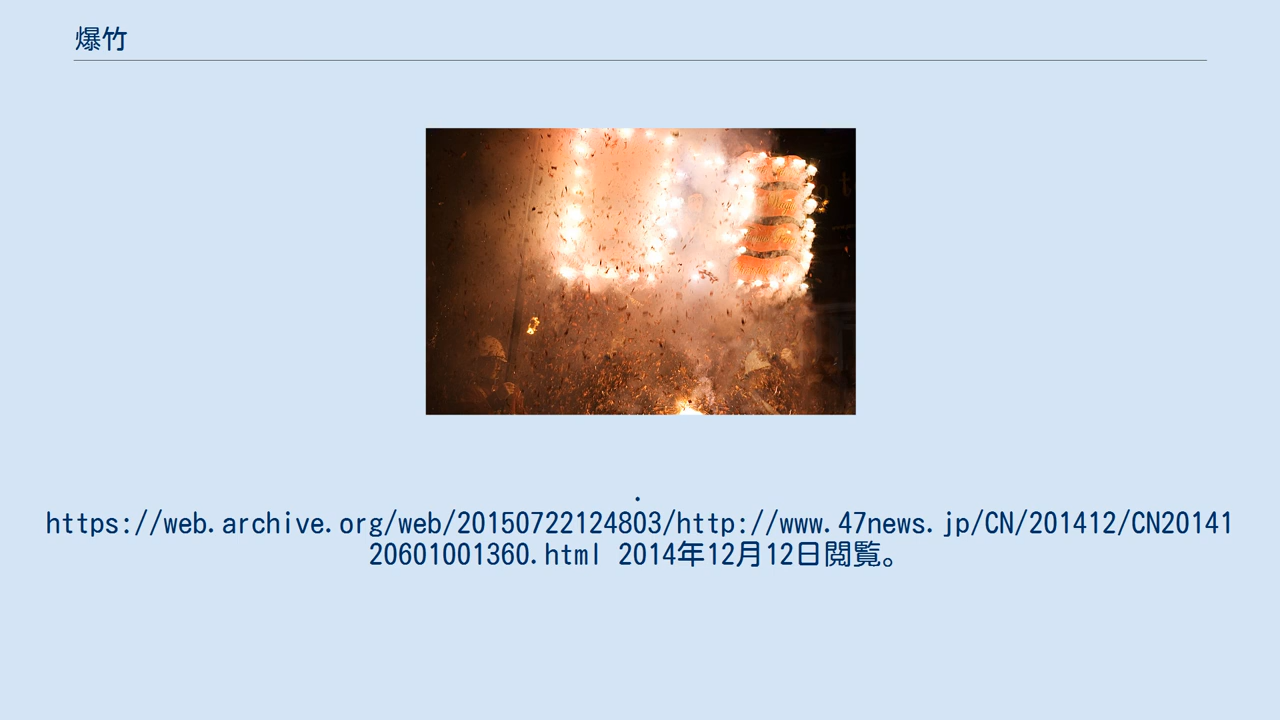 爆竹
.
https://web.archive.org/web/20150722124803/http://www.47news.jp/CN/201412/CN20141
20601001360.html 2014年12月12日閲覧。